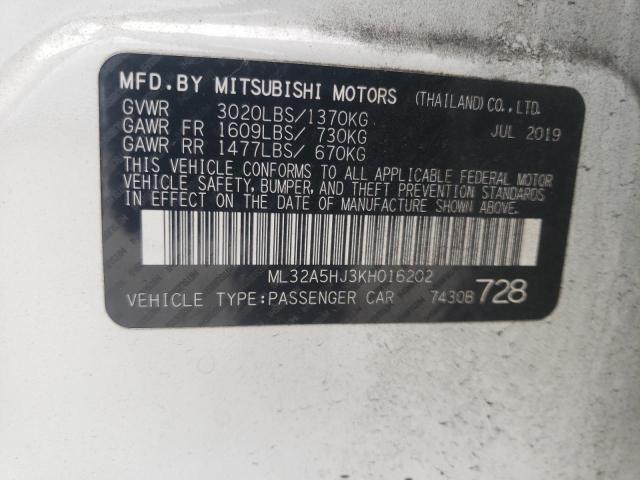 MFD.BY MITSUBISHI MOTORS (THAILAND)CO.,LTD.
GVWR 3020LBS/1370KG JUL 2019
GAWR FR 1609LBS/ 730KG
GAWR RR 1477LBS/ 670KG
THIS VEHICLE CONFORMS TO ALL APPLICABLE FEDERAL MOTOR
VEHICLE SAFETY, BUMPER, AND THEFT PREVENTION STANDARDS
IN EFFECT ON THE DATE OF MANUFACTURE SHOWN ABOVE.
ML32A5HJ3KH016202
VEHICLE TYPE:PASSENGER CAR 7430B 728